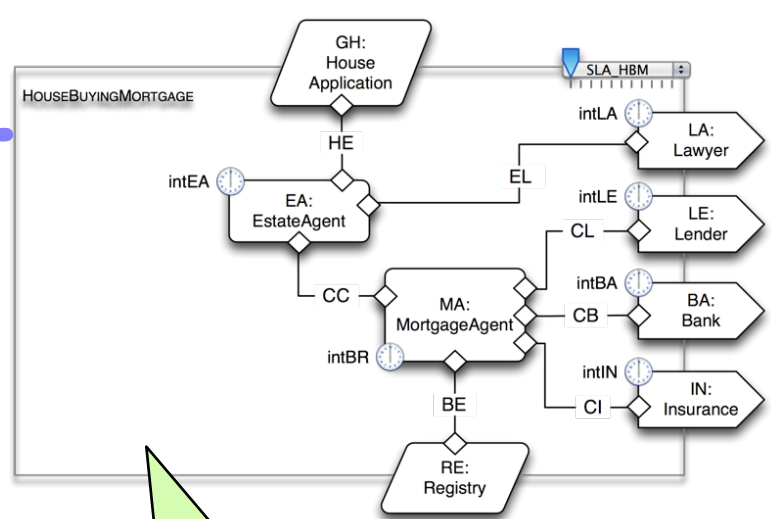 GH:
House
Application
SLA_HBM
HOUSEBUYINGMORTGAGE
intLA
LA:
Lawyer
HE
EL
intEA
EA:
EstateAgent
intLE
LE:
Lender
CL
CC
MA:
MortgageAgent
intBA
BA:
Bank
CB
intBR
intIN
IN:
Insurance
CI
BE
RE:
Registry